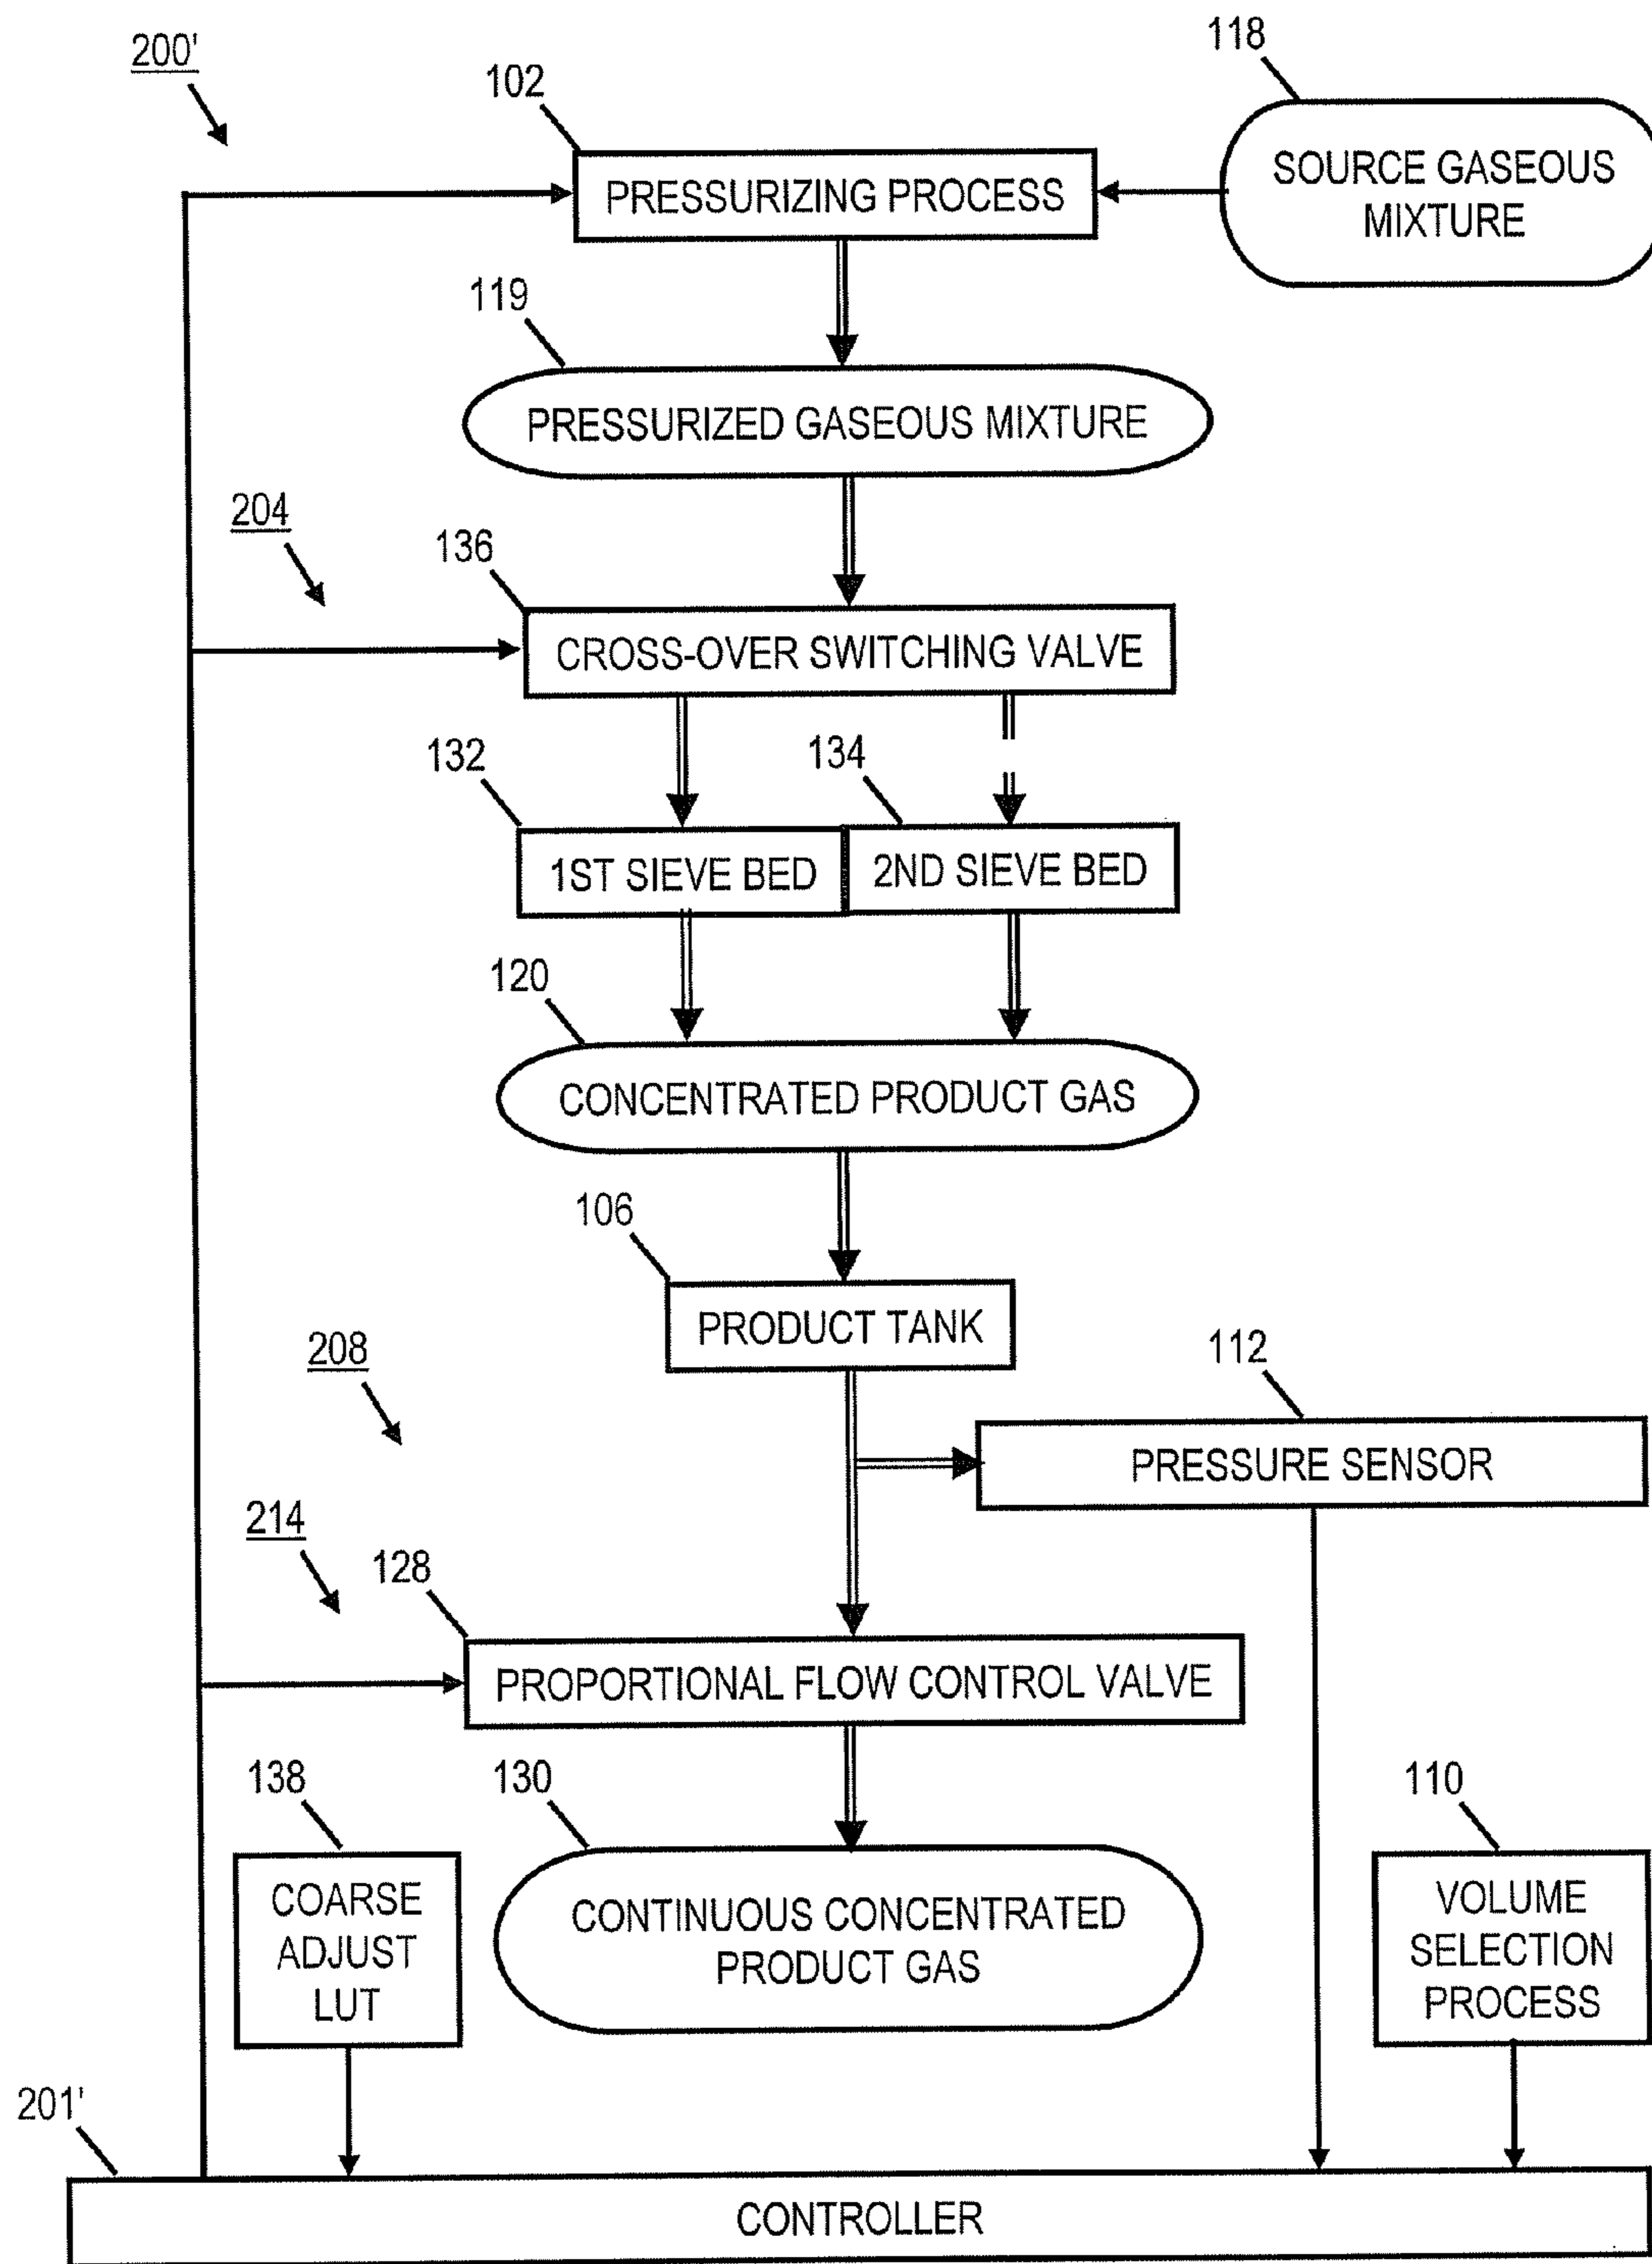 200'
118
102
SOURCE GASEOUS
MIXTURE
PRESSURIZING PROCESS
119
PRESSURIZED GASEOUS MIXTURE
204
136
CROSS-OVER SWITCHING VALVE
132
134
1ST SIEVE BED
2ND SIEVE BED
120
CONCENTRATED PRODUCT GAS
106
PRODUCT TANK
208
112
PRESSURE SENSOR
214
128
PROPORTIONAL FLOW CONTROL VALVE
138
130
110
COARSE
ADJUST
LUT
CONTINUOUS CONCENTRATED
PRODUCT GAS
VOLUME
SELECTION
PROCESS
201'
CONTROLLER